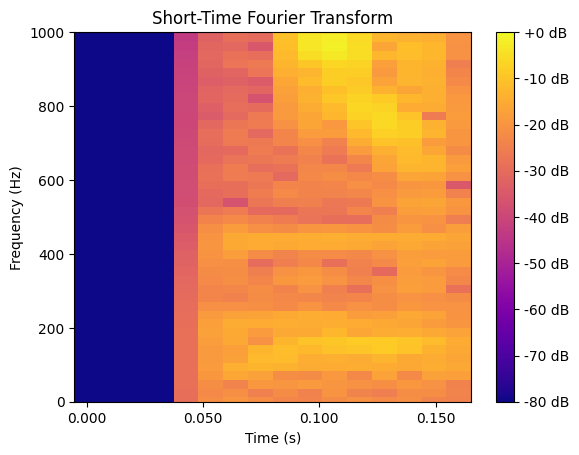 Short-Time Fourier Transform
Frequency (Hz)
1000
800
600
400
200
0
0.000
0.050
0.100
0.150
Time (s)
+0 dB
-10 dB
-20 dB
-30 dB
-40 dB
-50 dB
-60 dB
-70 dB
-80 dB